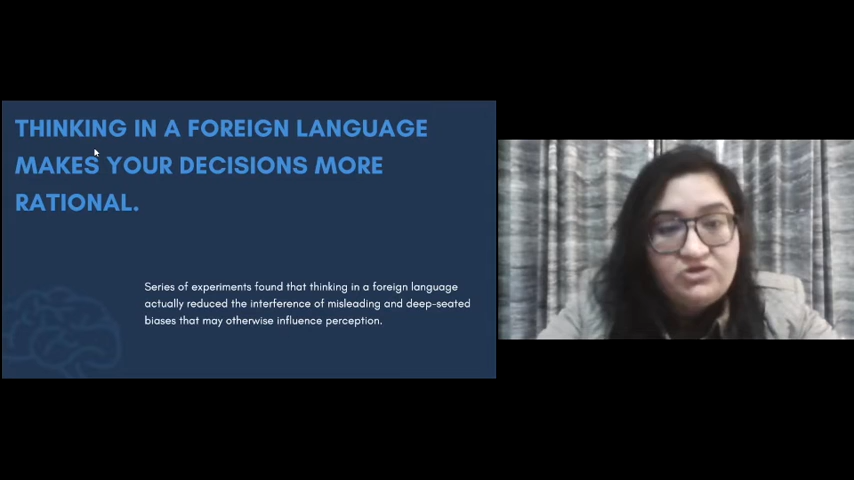 THINKING IN A FOREIGN LANGUAGE
MAKES YOUR DECISIONS MORE
RATIONAL.
Series of experiments found that thinking in a foreign language
actually reduced the interference of misleading and deep-seated
biases that may otherwise influence perception.